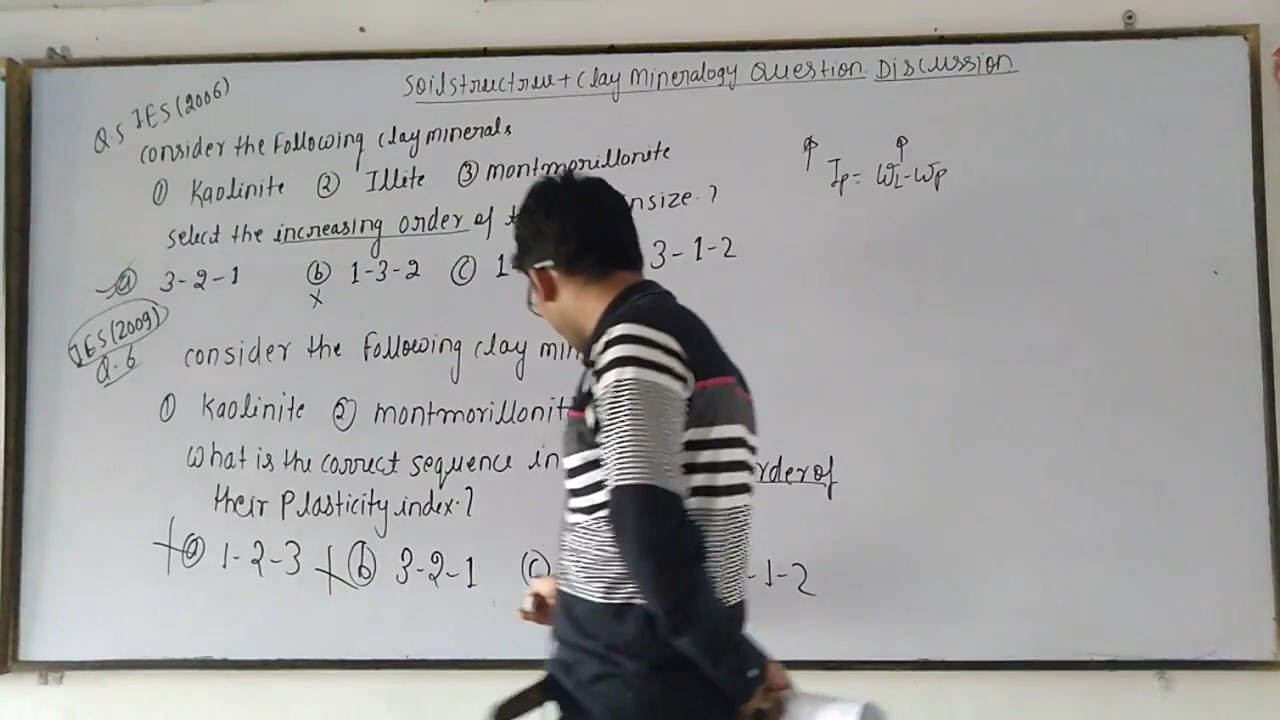 Soilstructrue + Clay Mineralogy Question Discussion
Q.5 IES (2006)
consider the following clay minerals
① Kaolinite ② Illite ③ montmorillonite
select the increasing order of nsize. ?
ⓐ 3-2-1 ⓑ 1-3-2 ⓒ 1- 3-1-2
x
Ip = WL - Wp
IES (2009)
Q.6
consider the following clay min
① Kaolinite ② montmorillonit
What is the correct sequence in rder of
their Plasticity index. ?
ⓐ 1-2-3 ⓑ 3-2-1 ⓒ -1-2